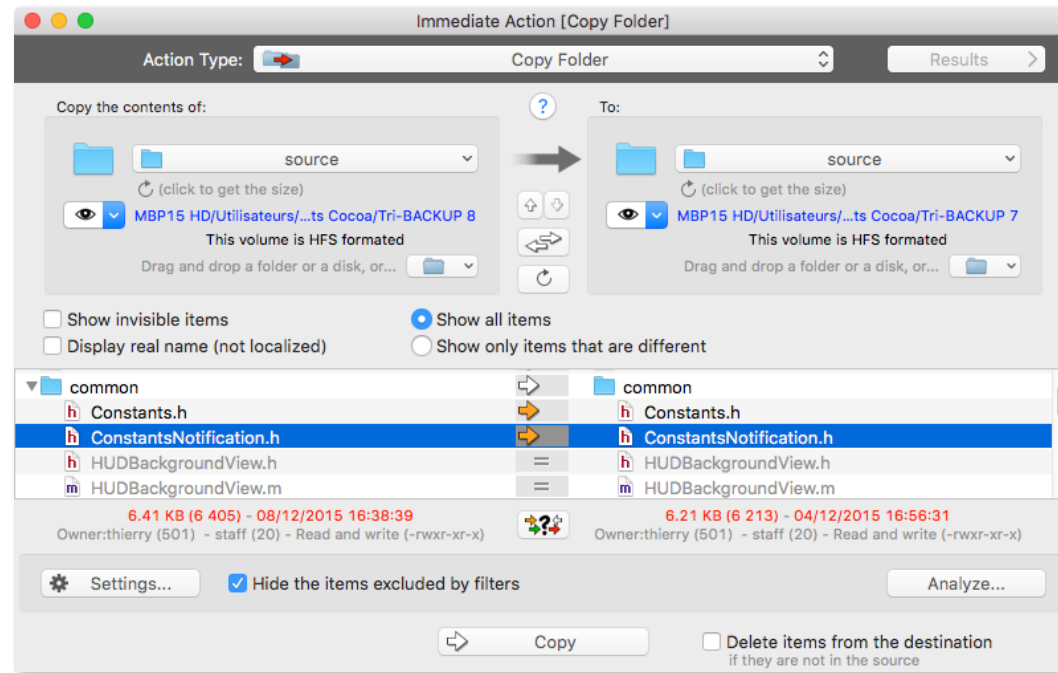 Immediate Action [Copy Folder]
Action Type: Copy Folder Results
Copy the contents of: ? To:
source source
(click to get the size) (click to get the size)
MBP15 HD/Utilisateurs/...ts Cocoa/Tri-BACKUP 8 MBP15 HD/Utilisateurs/...ts Cocoa/Tri-BACKUP 7
This volume is HFS formated This volume is HFS formated
Drag and drop a folder or a disk, or... Drag and drop a folder or a disk, or...
Show invisible items Show all items
Display real name (not localized) Show only items that are different
common common
h Constants.h h Constants.h
h ConstantsNotification.h h ConstantsNotification.h
h HUDBackgroundView.h = h HUDBackgroundView.h
m HUDBackgroundView.m = m HUDBackgroundView.m
6.41 KB (6 405) - 08/12/2015 16:38:39 ? 6.21 KB (6 213) - 04/12/2015 16:56:31
Owner:thierry (501) - staff (20) - Read and write (-rwxr-xr-x) Owner:thierry (501) - staff (20) - Read and write (-rwxr-xr-x)
Settings... Hide the items excluded by filters Analyze...
Copy Delete items from the destination
if they are not in the source